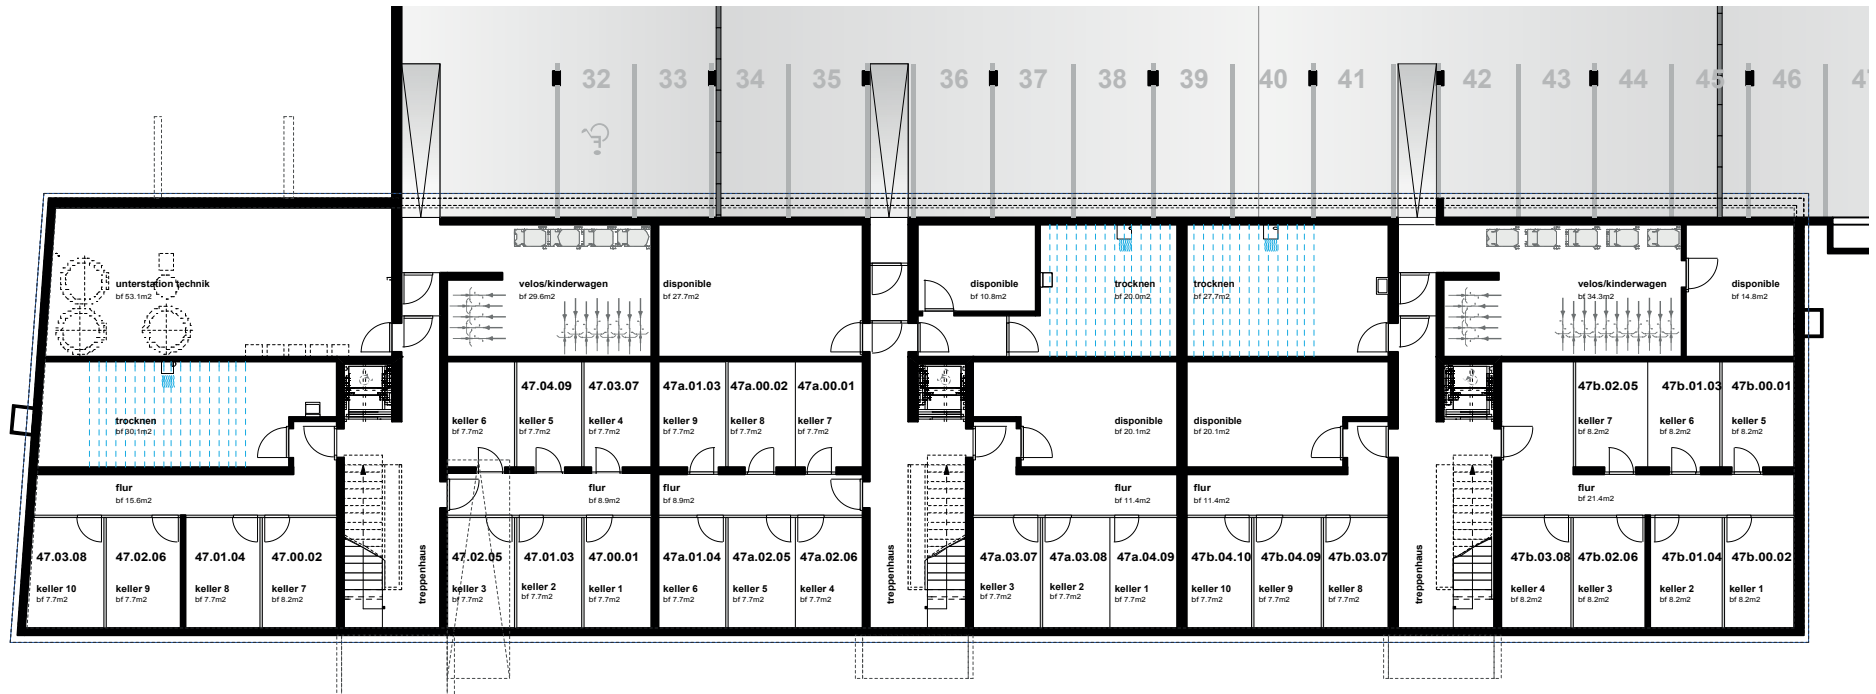 32 33 34 35 36 37 38 39 40 41 42 43 44 45 46
unterstation technik
bf 53.1m2
velos/kinderwagen
bf 29.6m2
disponible
bf 27.7m2
disponible
bf 10.8m2
trocknen
bf 20.0m2
trocknen
bf 27.7m2
velos/kinderwagen
bf 34.3m2
disponible
bf 14.8m2
trocknen
bf 30.1m2
keller 6
bf 7.7m2
47.04.09
keller 5
bf 7.7m2
47.03.07
keller 4
bf 7.7m2
47a.01.03
keller 9
bf 7.7m2
47a.00.02
keller 8
bf 7.7m2
47a.00.01
keller 7
bf 7.7m2
disponible
bf 20.1m2
disponible
bf 20.1m2
47b.02.05
keller 7
bf 8.2m2
47b.01.03
keller 6
bf 8.2m2
47b.00.01
keller 5
bf 8.2m2
flur
bf 15.6m2
flur
bf 8.9m2
flur
bf 8.9m2
flur
bf 11.4m2
flur
bf 11.4m2
flur
bf 21.4m2
47.03.08
keller 10
bf 7.7m2
47.02.06
keller 9
bf 7.7m2
47.01.04
keller 8
bf 7.7m2
47.00.02
keller 7
bf 8.2m2
treppenhaus
47.02.05
keller 3
bf 7.7m2
47.01.03
keller 2
bf 7.7m2
47.00.01
keller 1
bf 7.7m2
47a.01.04
keller 6
bf 7.7m2
47a.02.05
keller 5
bf 7.7m2
47a.02.06
keller 4
bf 7.7m2
treppenhaus
47a.03.07
keller 3
bf 7.7m2
47a.03.08
keller 2
bf 7.7m2
47a.04.09
keller 1
bf 7.7m2
47b.04.10
keller 10
bf 7.7m2
47b.04.09
keller 9
bf 7.7m2
47b.03.07
keller 8
bf 7.7m2
treppenhaus
47b.03.08
keller 4
bf 8.2m2
47b.02.06
keller 3
bf 8.2m2
47b.01.04
keller 2
bf 8.2m2
47b.00.02
keller 1
bf 8.2m2